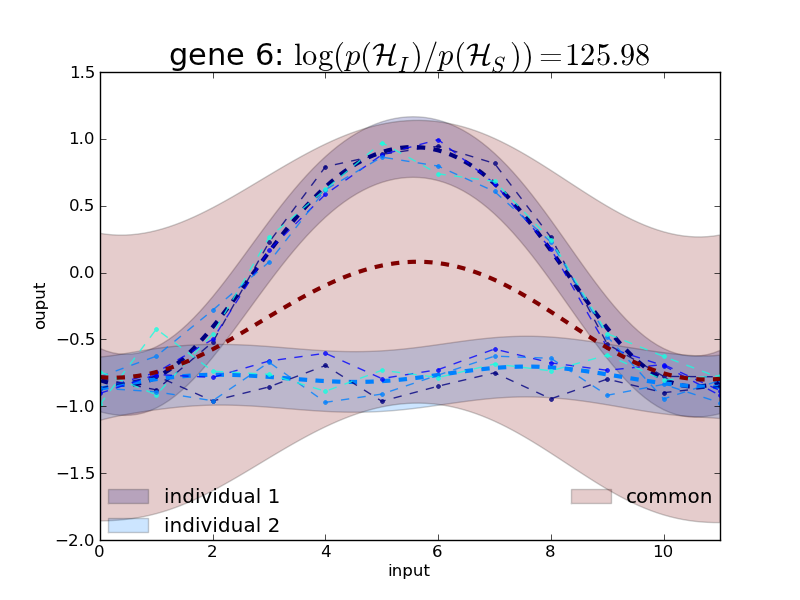 gene 6: log(p(ℋ_I)/p(ℋ_S)) = 125.98
1.5
1.0
0.5
0.0
−0.5
−1.0
−1.5
−2.0
ouput
individual 1
individual 2
common
0 2 4 6 8 10
input